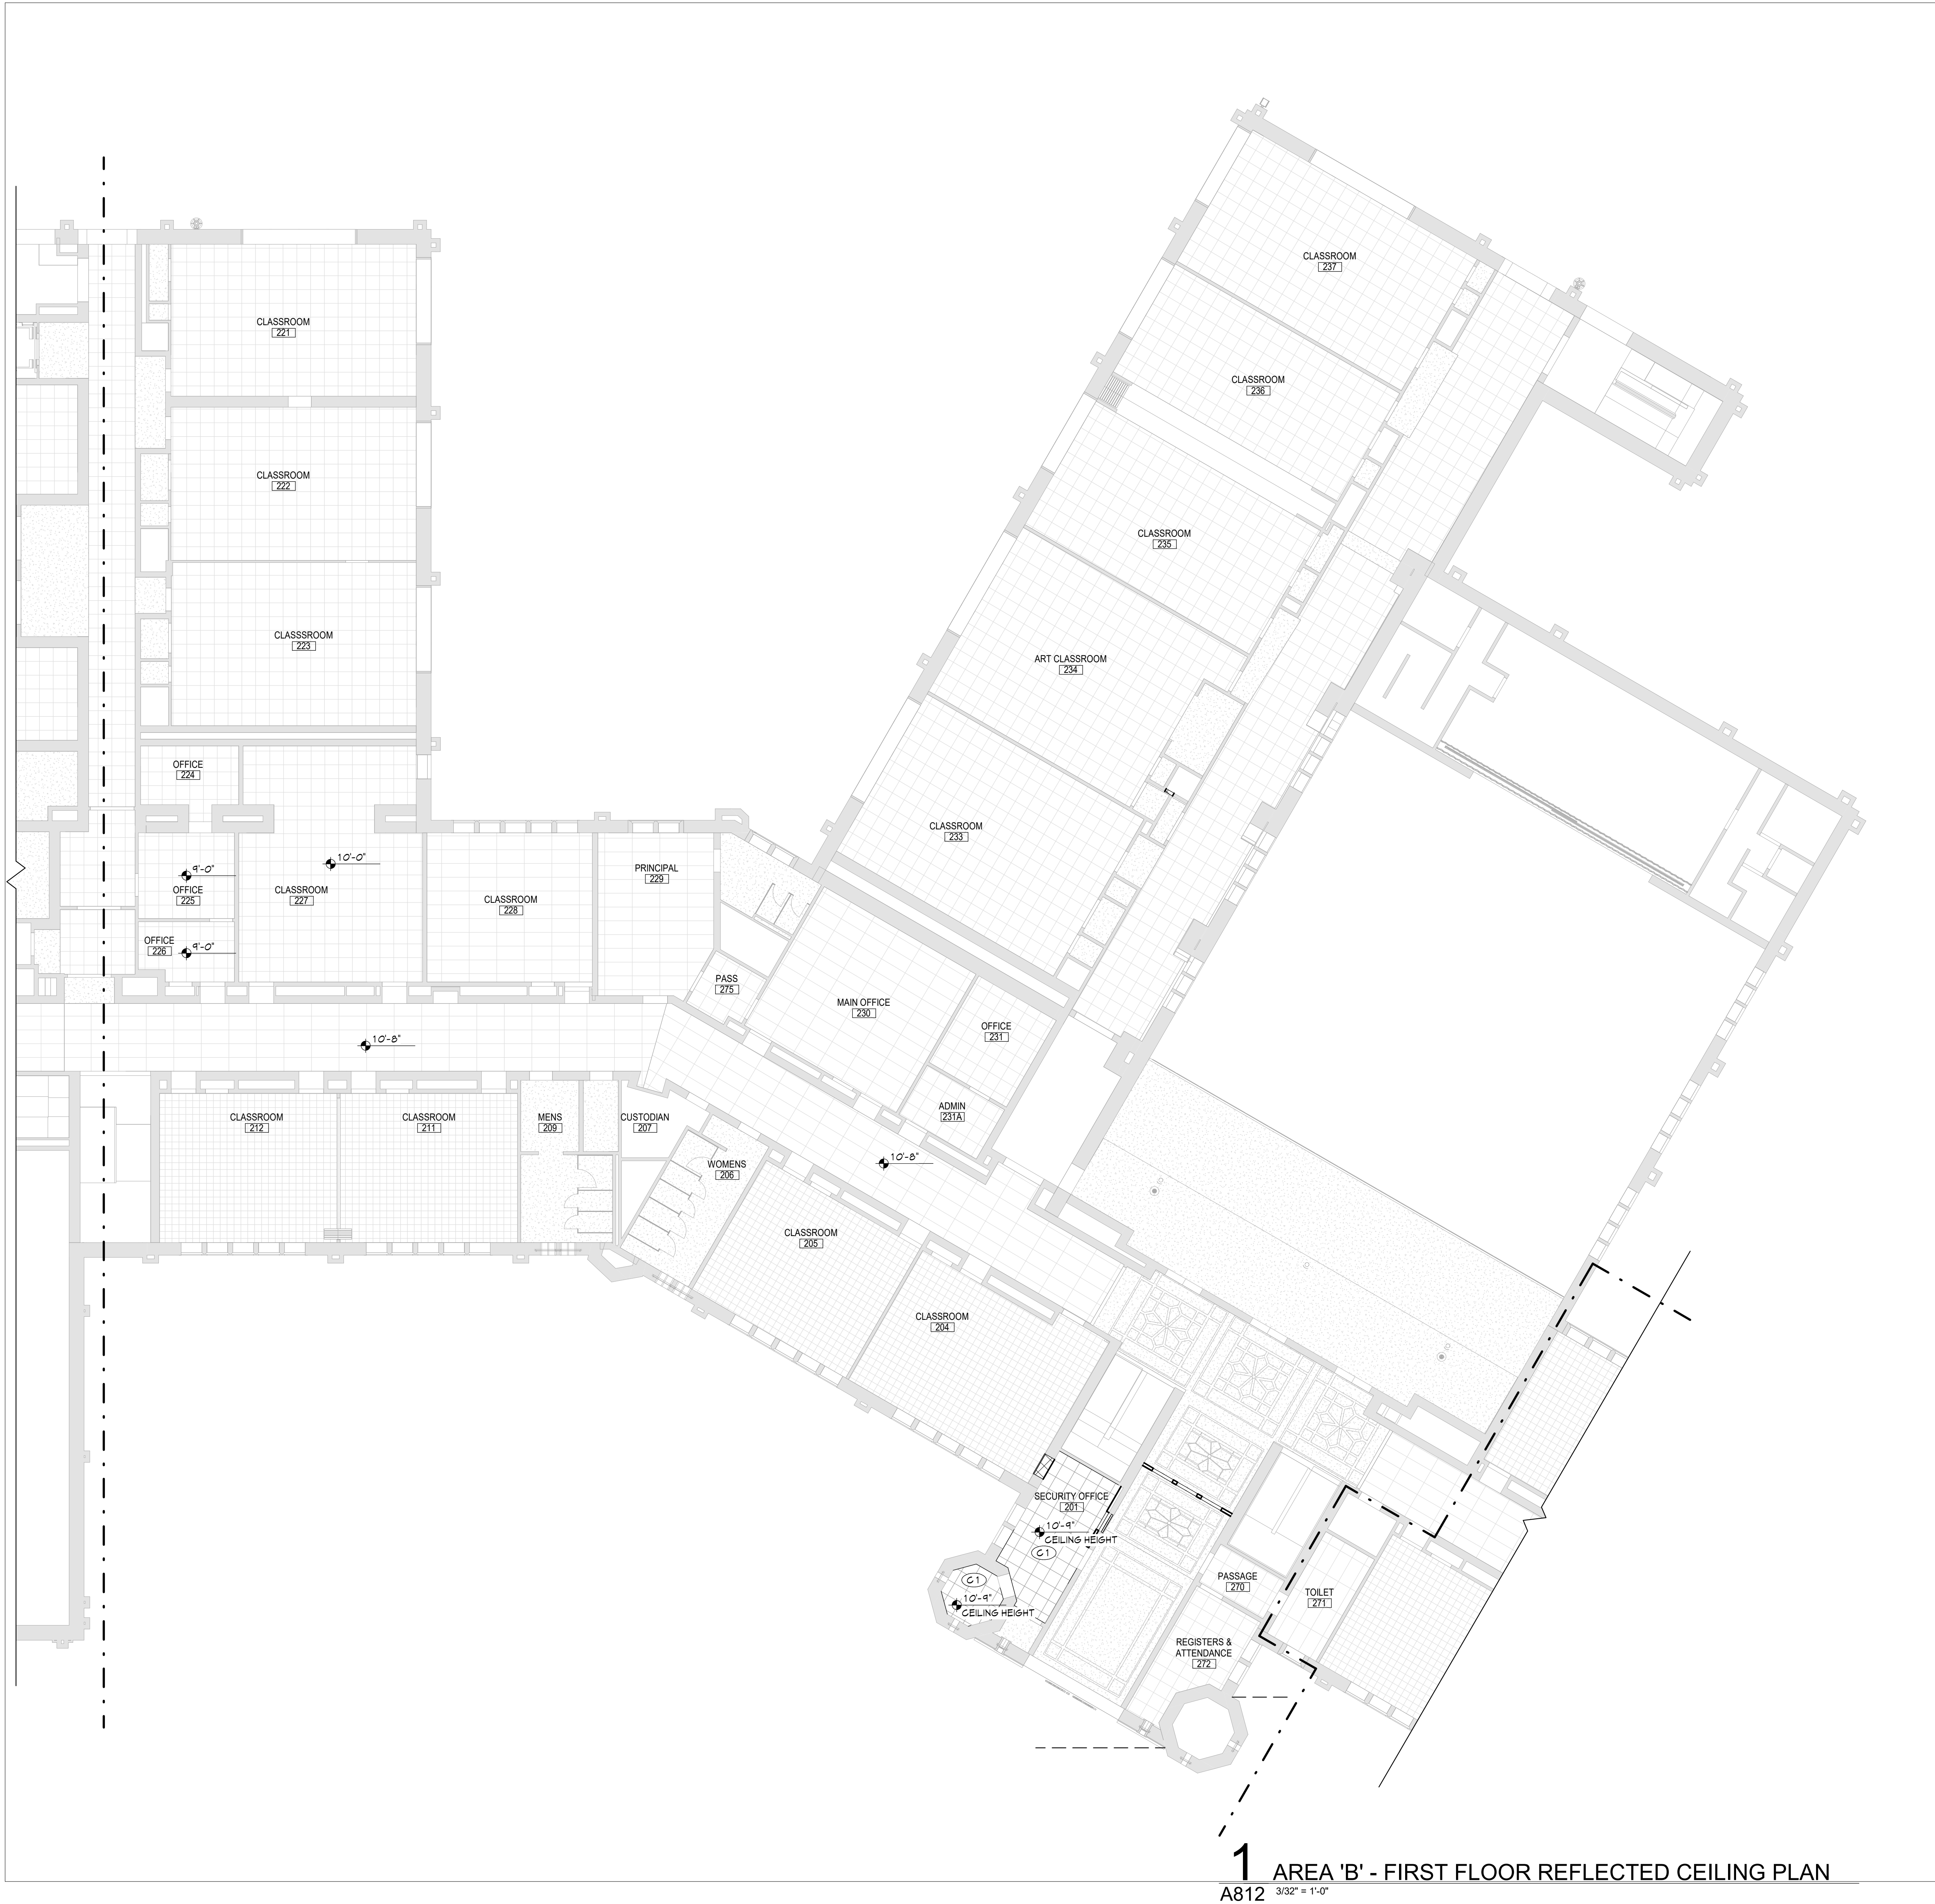 CLASSROOM
237
CLASSROOM
221
CLASSROOM
236
CLASSROOM
222
CLASSROOM
235
CLASSSROOM
223
ART CLASSROOM
234
OFFICE
224
CLASSROOM
233
10'-0"
9'-0"
OFFICE
225
CLASSROOM
227
CLASSROOM
228
PRINCIPAL
229
OFFICE
226
9'-0"
PASS
275
MAIN OFFICE
230
OFFICE
231
10'-8"
ADMIN
231A
CLASSROOM
212
CLASSROOM
211
MENS
209
CUSTODIAN
207
10'-8"
WOMENS
206
CLASSROOM
205
CLASSROOM
204
SECURITY OFFICE
201
10'-9"
CEILING HEIGHT
C1
C1
10'-9"
CEILING HEIGHT
PASSAGE
270
TOILET
271
REGISTERS &
ATTENDANCE
272
1 AREA 'B' - FIRST FLOOR REFLECTED CEILING PLAN
A812 3/32" = 1'-0"